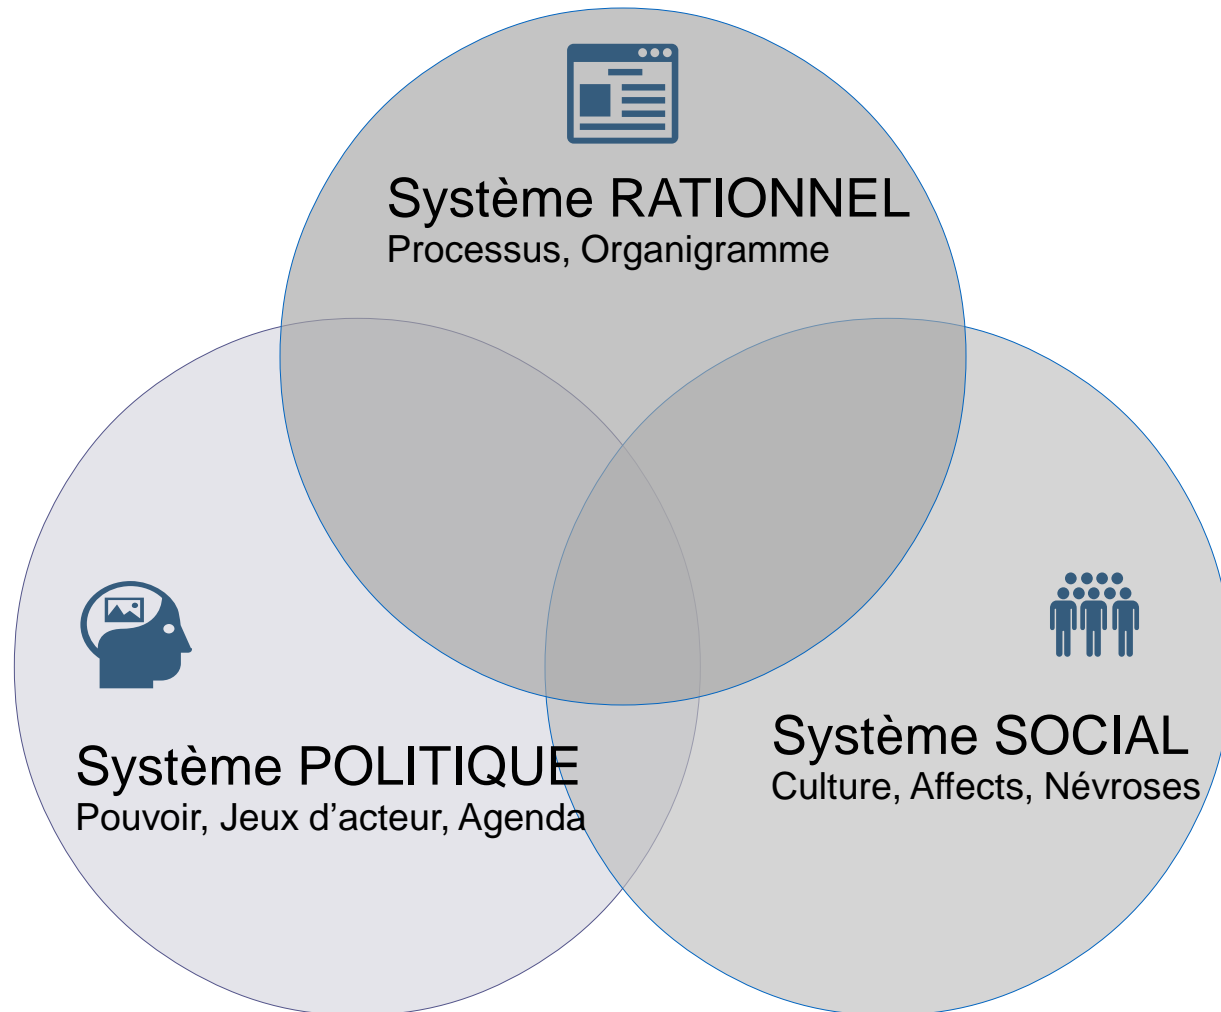 Système RATIONNEL
Processus, Organigramme
Système POLITIQUE
Pouvoir, Jeux d’acteur, Agenda
Système SOCIAL
Culture, Affects, Névroses